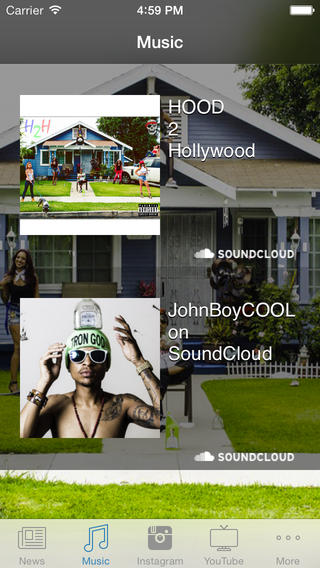 Carrier
4:59 PM
Music
HOOD
2
Hollywood
H2H
SOUNDCLOUD
JohnBoyCOOL
on
SoundCloud
TRON GOD
SOUNDCLOUD
News
Music
Instagram
YouTube
More